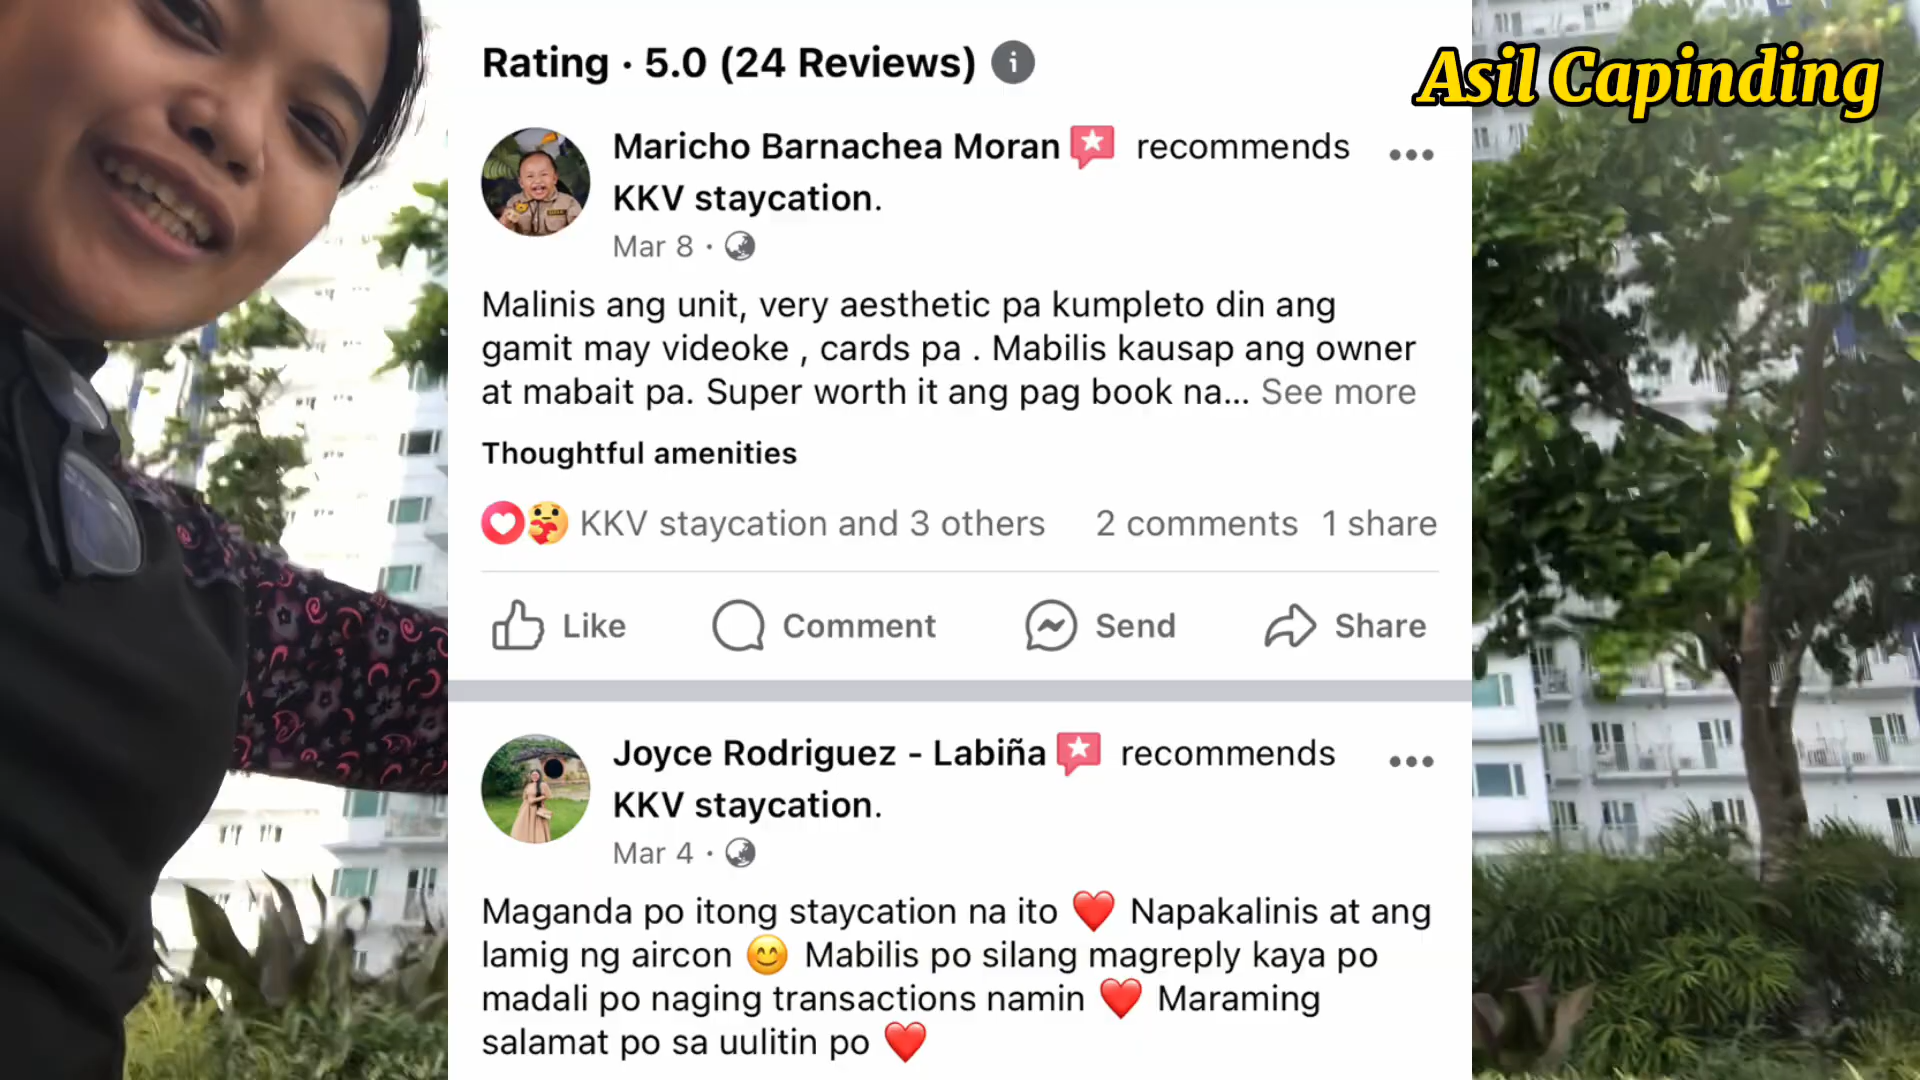 Rating · 5.0 (24 Reviews)
Asil Capinding
Maricho Barnachea Moran recommends
KKV staycation.
Mar 8 ·
Malinis ang unit, very aesthetic pa kumpleto din ang
gamit may videoke , cards pa . Mabilis kausap ang owner
at mabait pa. Super worth it ang pag book na... See more
Thoughtful amenities
KKV staycation and 3 others 2 comments 1 share
Like Comment Send Share
Joyce Rodriguez - Labiña recommends
KKV staycation.
Mar 4 ·
Maganda po itong staycation na ito ❤️ Napakalinis at ang
lamig ng aircon 😊 Mabilis po silang magreply kaya po
madali po naging transactions namin ❤️ Maraming
salamat po sa uulitin po ❤️